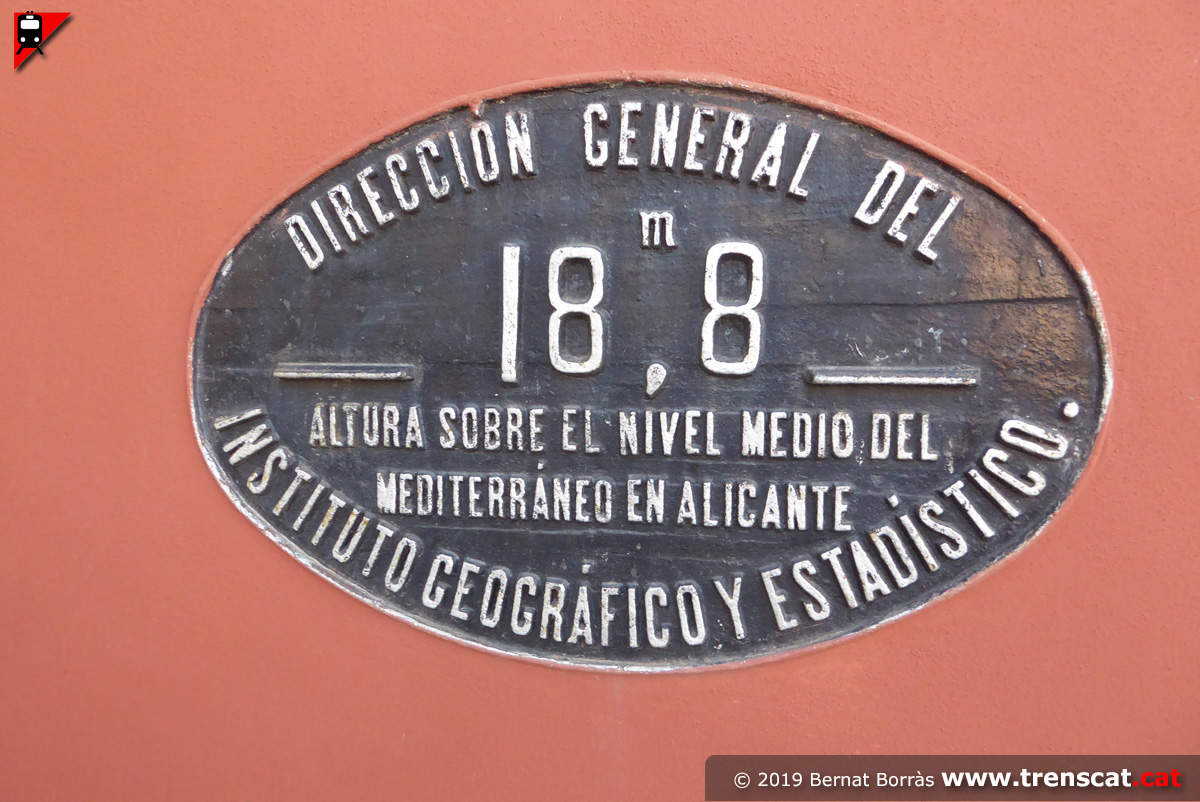 DIRECCIÓN GENERAL DEL
m
18,8
ALTURA SOBRE EL NIVEL MEDIO DEL
MEDITERRÁNEO EN ALICANTE
INSTITUTO GEOGRÁFICO Y ESTADÍSTICO.
© 2019 Bernat Borràs www.trenscat.cat